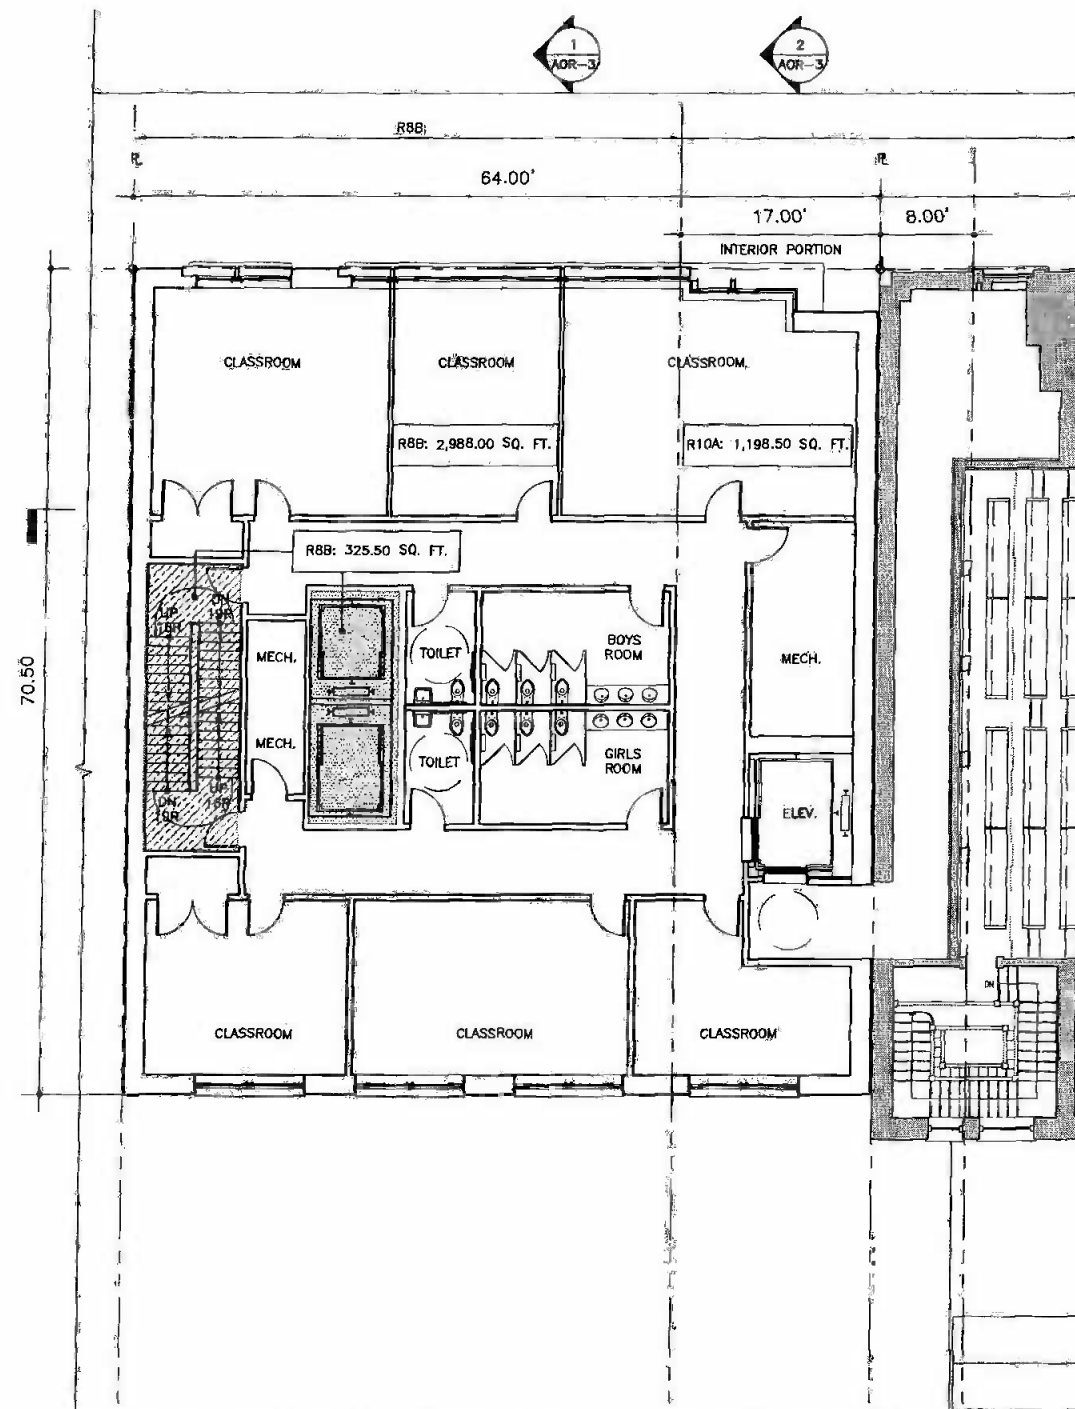 1
AOR-3
2
AOR-3
R8B:
64.00'
17.00'
8.00'
INTERIOR PORTION
CLASSROOM
CLASSROOM
CLASSROOM
R8B: 2,988.00 SQ. FT.
R10A: 1,198.50 SQ. FT.
R8B: 325.50 SQ. FT.
UP
18R
DN
19R
MECH.
TOILET
BOYS
ROOM
MECH.
70.50
MECH.
TOILET
GIRLS
ROOM
ELEV.
DN
19R
UP
18R
DN
CLASSROOM
CLASSROOM
CLASSROOM